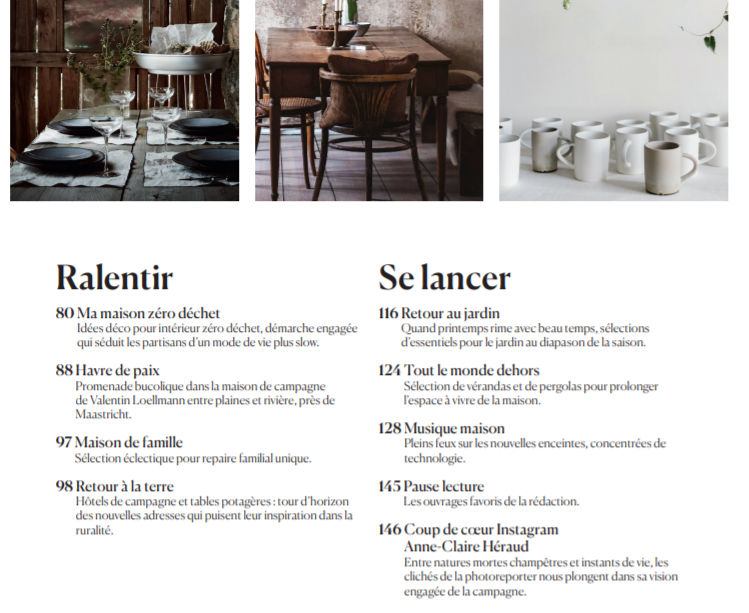 Ralentir
80 Ma maison zéro déchet
Idées déco pour intérieur zéro déchet, démarche engagée
qui séduit les partisans d'un mode de vie plus slow.
88 Havre de paix
Promenade bucolique dans la maison de campagne
de Valentin Loellmann entre plaines et rivière, près de
Maastricht.
97 Maison de famille
Sélection éclectique pour repaire familial unique.
98 Retour à la terre
Hôtels de campagne et tables potagères : tour d'horizon
des nouvelles adresses qui puisent leur inspiration dans la
ruralité.
Se lancer
116 Retour au jardin
Quand printemps rime avec beau temps, sélections
d'essentiels pour le jardin au diapason de la saison.
124 Tout le monde dehors
Sélection de vérandas et de pergolas pour prolonger
l'espace à vivre de la maison.
128 Musique maison
Pleins feux sur les nouvelles enceintes, concentrées de
technologie.
145 Pause lecture
Les ouvrages favoris de la rédaction.
146 Coup de cœur Instagram
Anne-Claire Héraud
Entre natures mortes champêtres et instants de vie, les
clichés de la photoreporter nous plongent dans sa vision
engagée de la campagne.